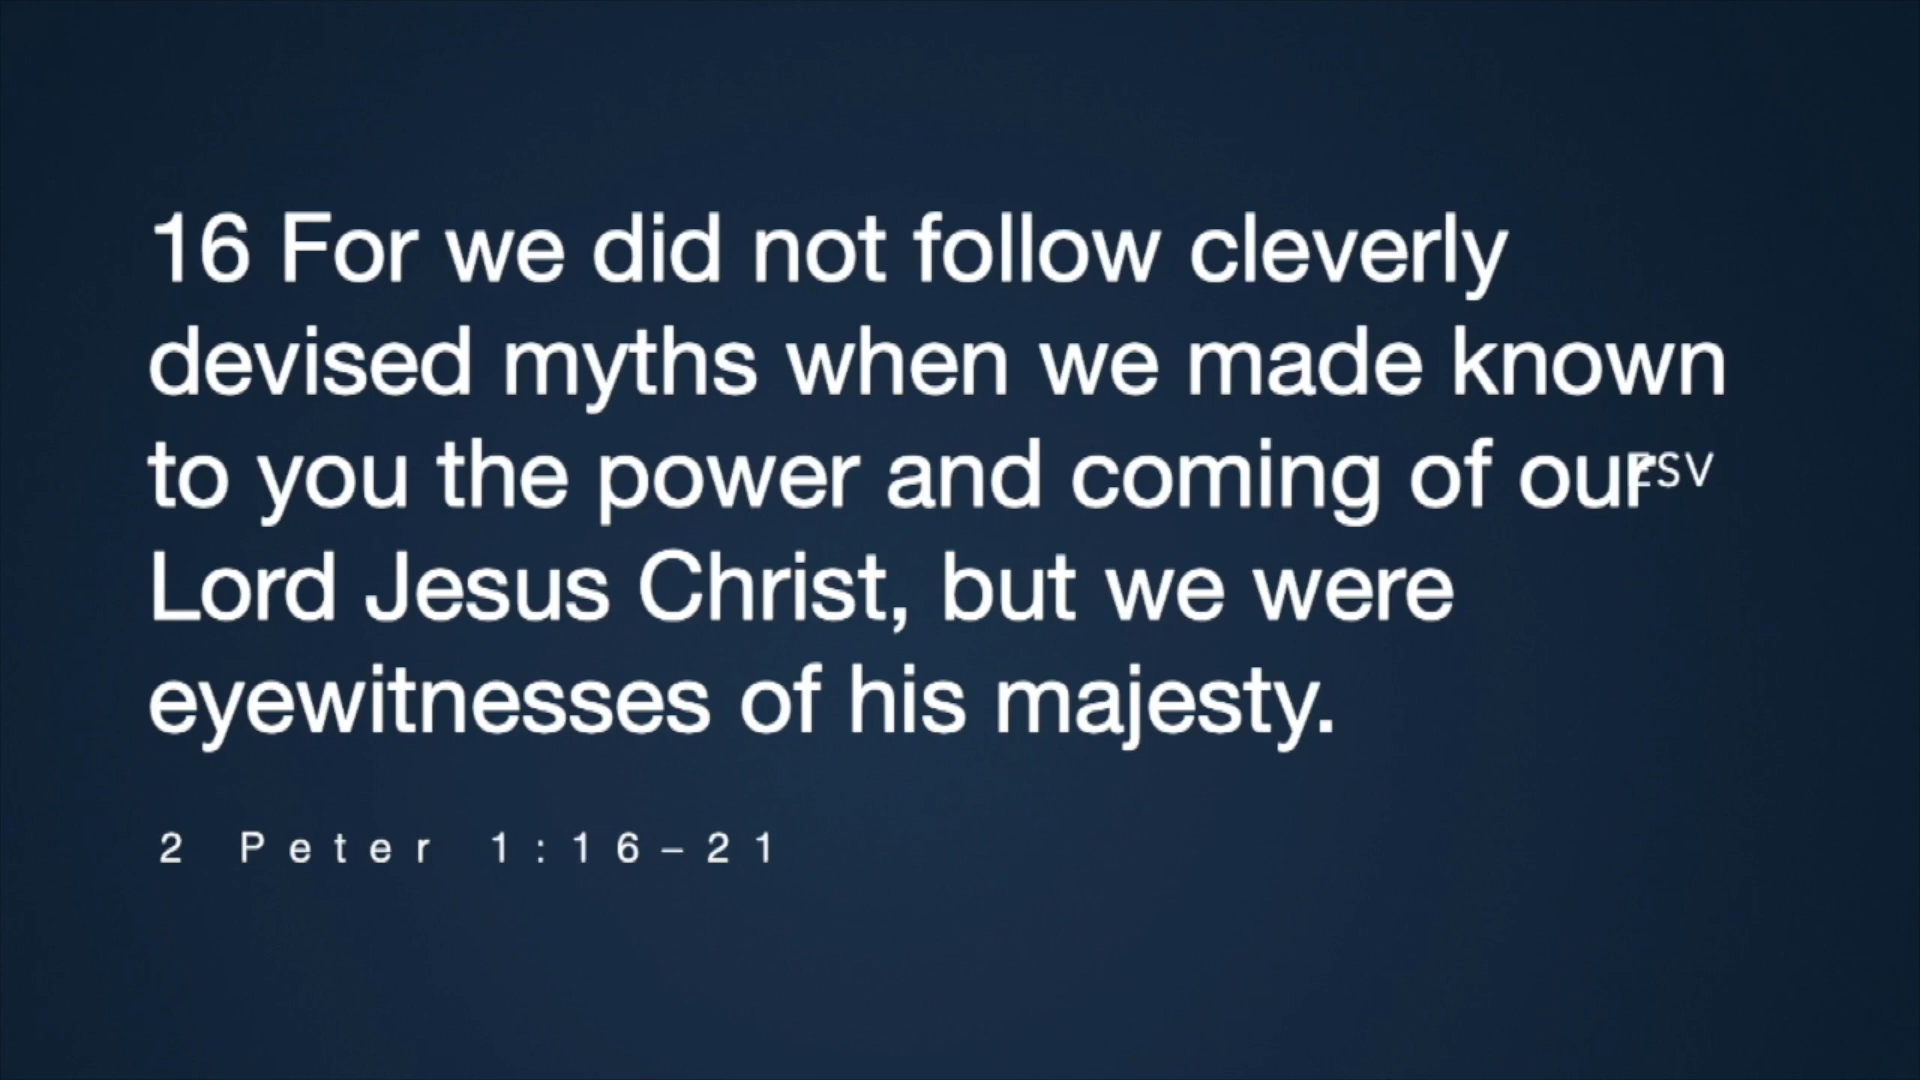 16 For we did not follow cleverly
devised myths when we made known
to you the power and coming of our
ESV
Lord Jesus Christ, but we were
eyewitnesses of his majesty.
2 Peter 1:16–21